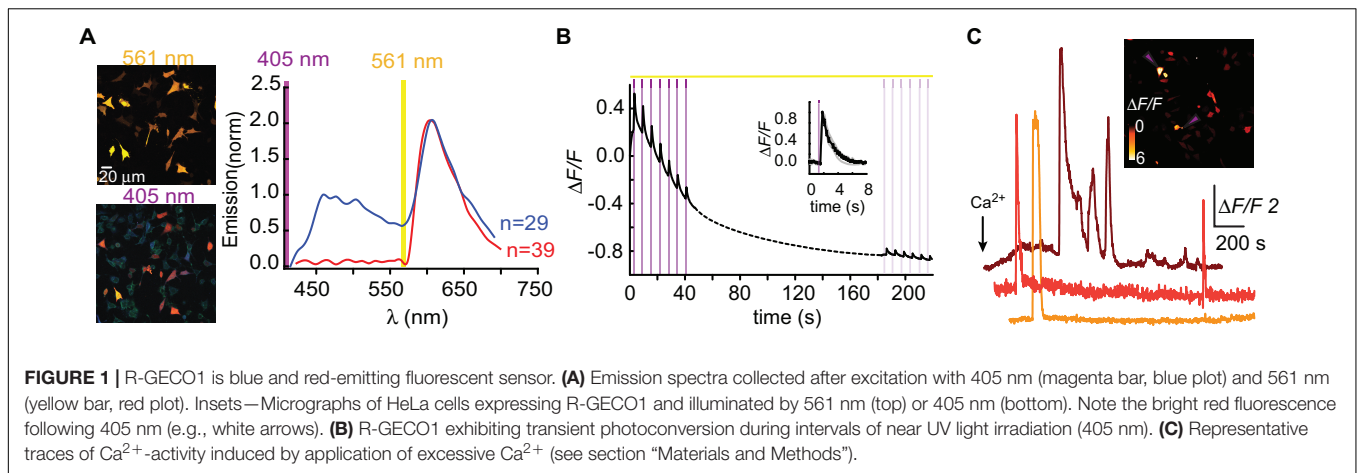 A
561 nm
20 μm
405 nm
405 nm
561 nm
Emission(norm)
2.5
2.0
1.5
1.0
0.5
0.0
n=29
n=39
450
550
650
750
λ (nm)
B
ΔF/F
0.4
0.0
-0.4
-0.8
0
40
80
120
160
200
time (s)
ΔF/F
0.8
0.4
0.0
0
4
8
time (s)
C
ΔF/F
0
6
Ca2+
ΔF/F 2
200 s
FIGURE 1 | R-GECO1 is blue and red-emitting fluorescent sensor. (A) Emission spectra collected after excitation with 405 nm (magenta bar, blue plot) and 561 nm
(yellow bar, red plot). Insets—Micrographs of HeLa cells expressing R-GECO1 and illuminated by 561 nm (top) or 405 nm (bottom). Note the bright red fluorescence
following 405 nm (e.g., white arrows). (B) R-GECO1 exhibiting transient photoconversion during intervals of near UV light irradiation (405 nm). (C) Representative
traces of Ca2+-activity induced by application of excessive Ca2+ (see section “Materials and Methods”).